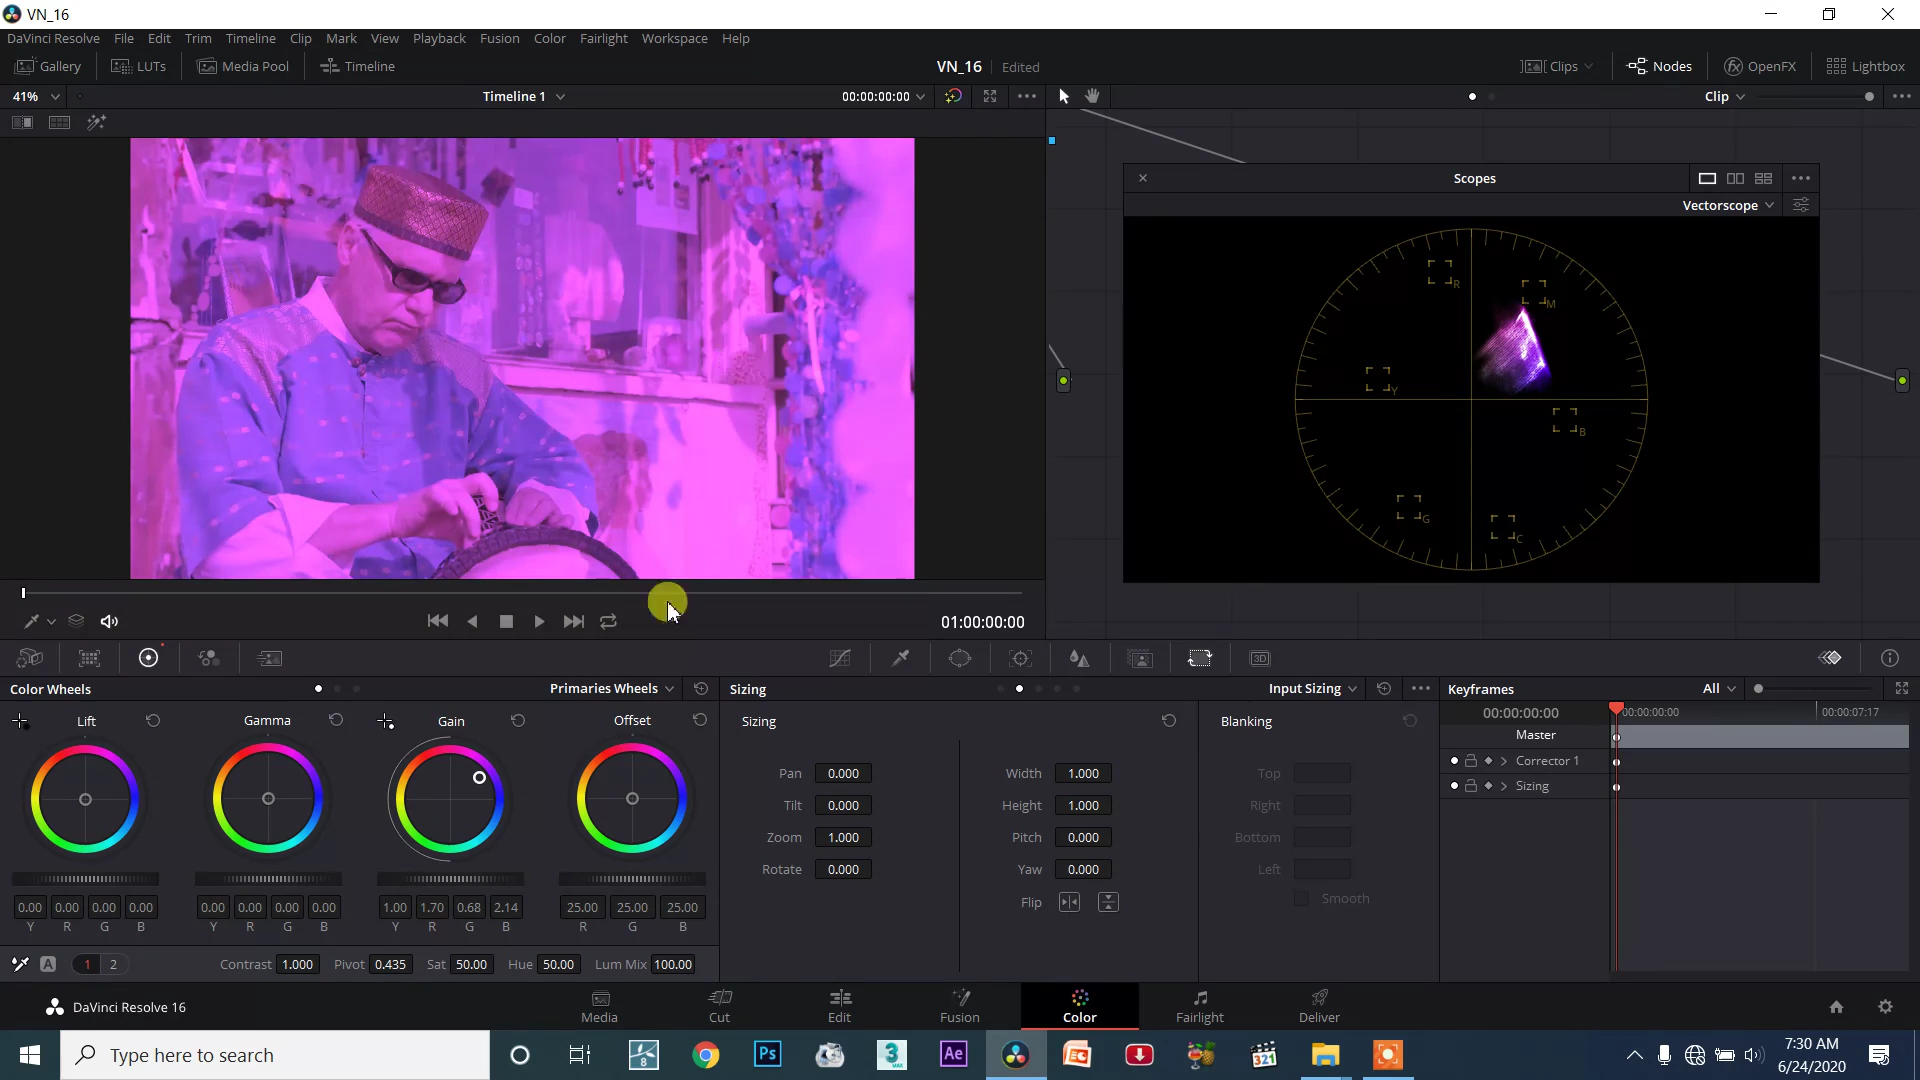 VN_16
DaVinci Resolve File Edit Trim Timeline Clip Mark View Playback Fusion Color Fairlight Workspace Help
Gallery LUTs Media Pool Timeline VN_16 Edited Clips Nodes OpenFX Lightbox
41% Timeline 1 00:00:00:00 Clip
Scopes
Vectorscope
R
M
Y
B
G
C
01:00:00:00
3D
Color Wheels Primaries Wheels Sizing Input Sizing Keyframes All
Lift Gamma Gain Offset Sizing Blanking 00:00:00:00 00:00:00:00 00:00:07:17
Master
Pan 0.000 Width 1.000 Top Corrector 1
Tilt 0.000 Height 1.000 Right Sizing
Zoom 1.000 Pitch 0.000 Bottom
Rotate 0.000 Yaw 0.000 Left
Flip Smooth
0.00 0.00 0.00 0.00 0.00 0.00 0.00 0.00 1.00 1.70 0.68 2.14 25.00 25.00 25.00
Y R G B Y R G B Y R G B R G B
A 1 2 Contrast 1.000 Pivot 0.435 Sat 50.00 Hue 50.00 Lum Mix 100.00
DaVinci Resolve 16 Media Cut Edit Fusion Color Fairlight Deliver
Type here to search 8 Ps 3 MAX Ae 321 7:30 AM
6/24/2020